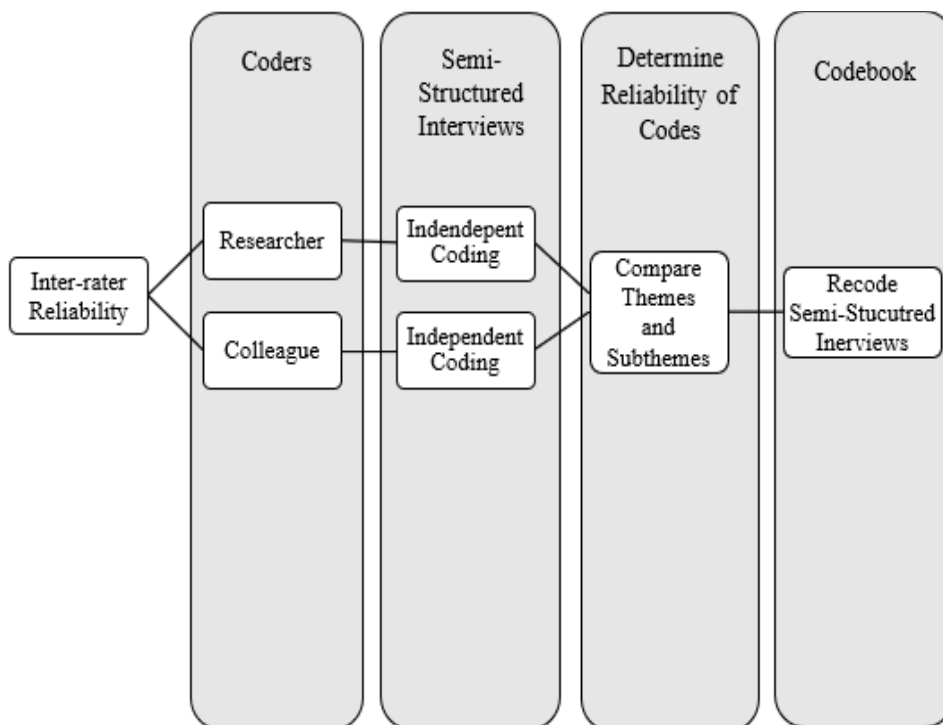 Coders
Semi-
Structured
Interviews
Determine
Reliability of
Codes
Codebook
Inter-rater
Reliability
Researcher
Colleague
Indendepent
Coding
Independent
Coding
Compare
Themes
and
Subthemes
Recode
Semi-Stucutred
Inerviews